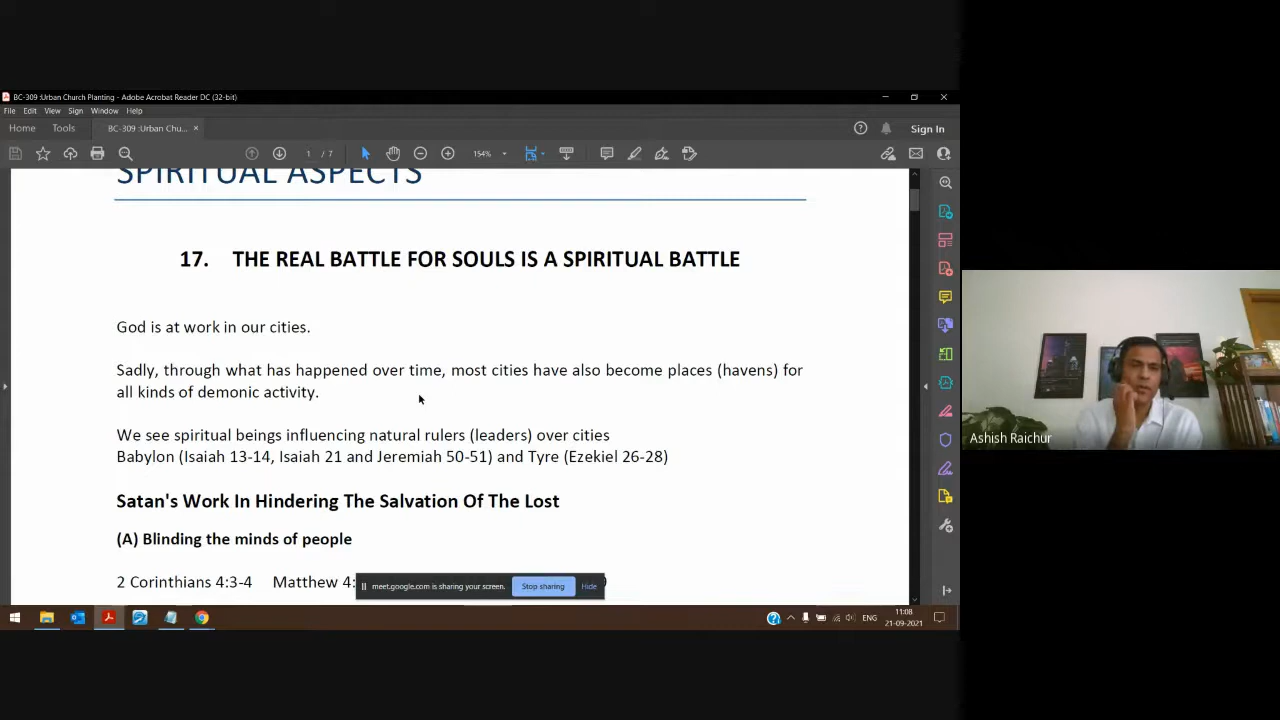 BC-309 :Urban Church Planting - Adobe Acrobat Reader DC (32-bit)
File Edit View Sign Window Help
Home Tools BC-309 :Urban Chu... × Sign In
1 / 7 154%
SPIRITUAL ASPECTS
17. THE REAL BATTLE FOR SOULS IS A SPIRITUAL BATTLE
God is at work in our cities.
Sadly, through what has happened over time, most cities have also become places (havens) for
all kinds of demonic activity.
We see spiritual beings influencing natural rulers (leaders) over cities
Babylon (Isaiah 13-14, Isaiah 21 and Jeremiah 50-51) and Tyre (Ezekiel 26-28)
Satan's Work In Hindering The Salvation Of The Lost
(A) Blinding the minds of people
2 Corinthians 4:3-4 Matthew 4:
meet.google.com is sharing your screen. Stop sharing Hide
ENG 11:08
21-09-2021
Ashish Raichur